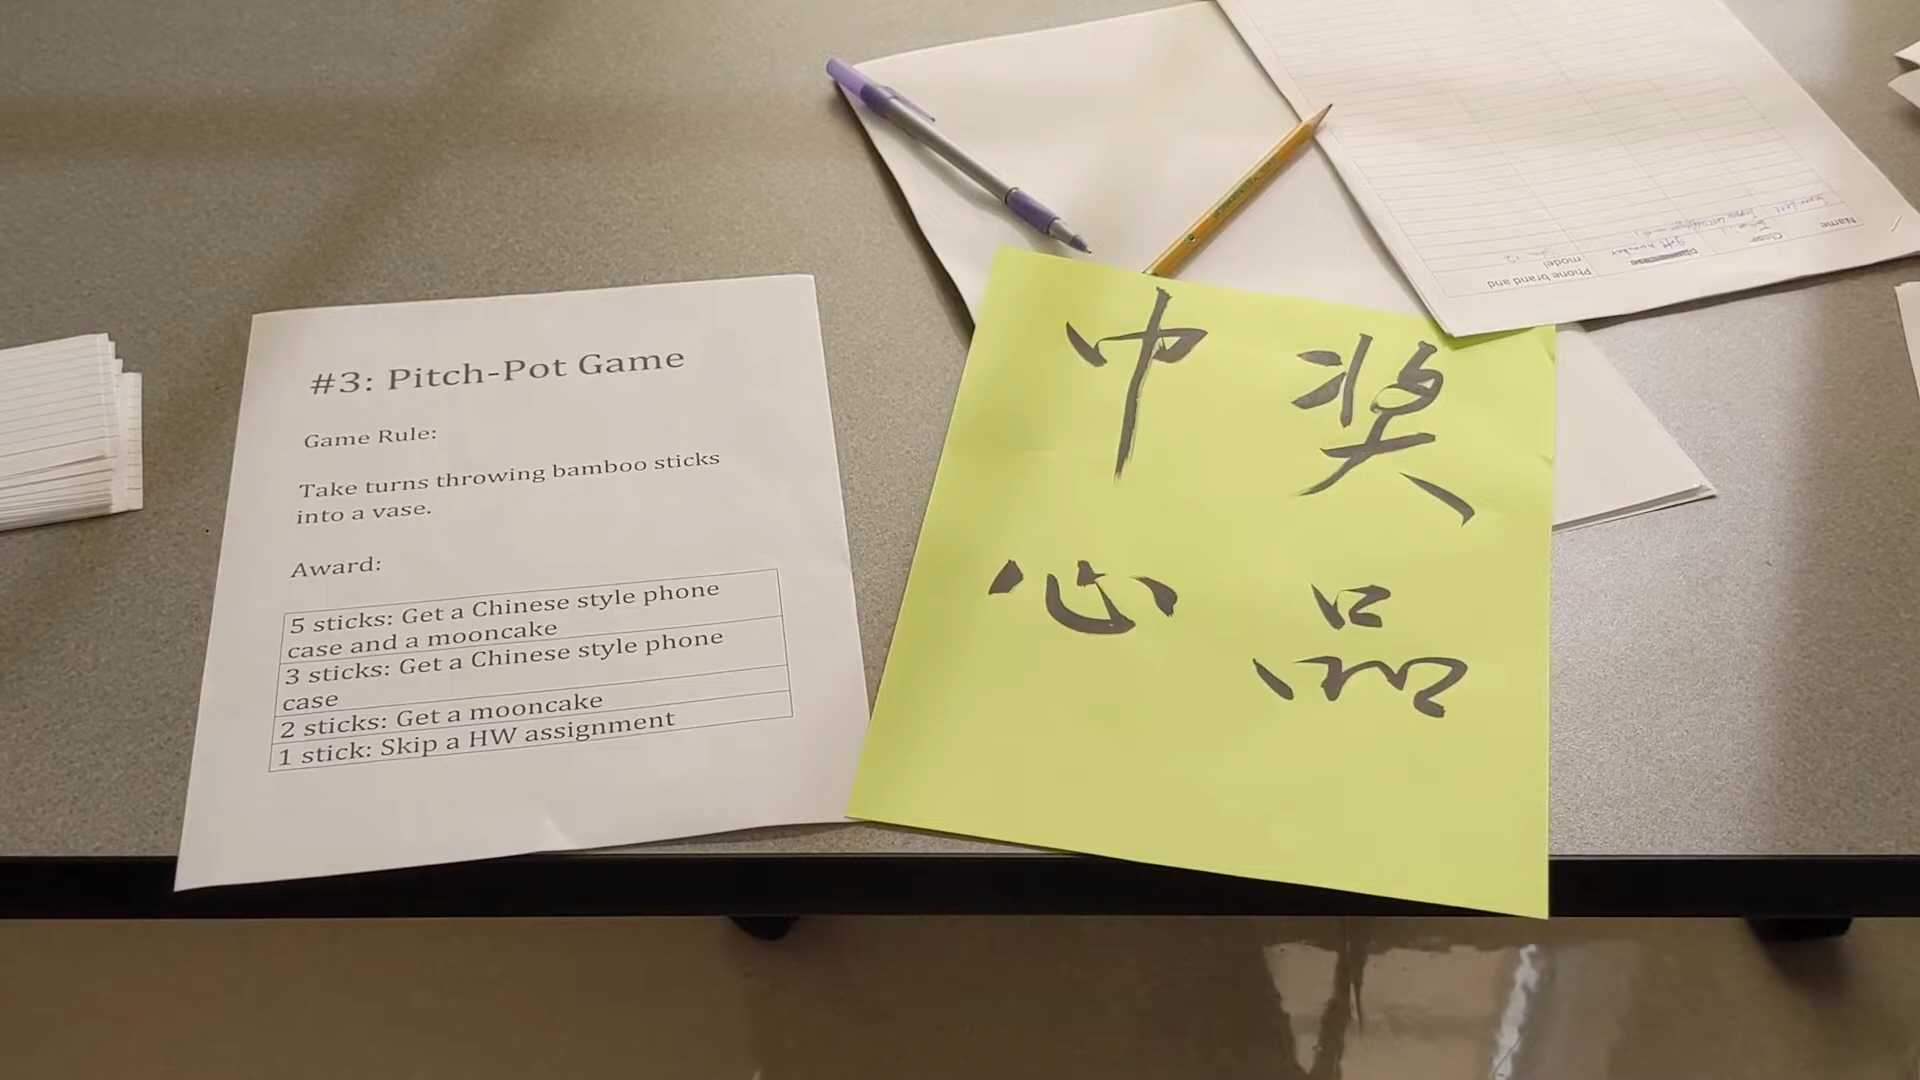 #3: Pitch-Pot Game
Game Rule:
Take turns throwing bamboo sticks
into a vase.
Award:
5 sticks: Get a Chinese style phone
case and a mooncake
3 sticks: Get a Chinese style phone
case
2 sticks: Get a mooncake
1 stick: Skip a HW assignment
奖品
中心
Name
Phone brand and
model